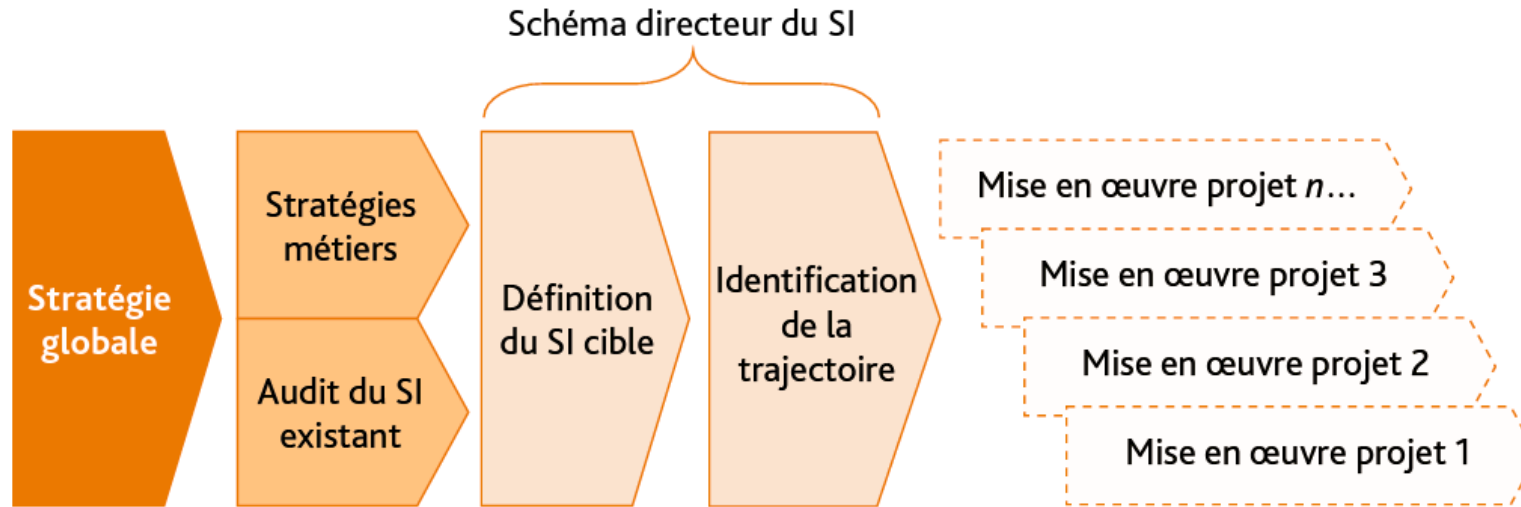 Schéma directeur du SI
Stratégie
globale
Stratégies
métiers
Audit du SI
existant
Définition
du SI cible
Identification
de la
trajectoire
Mise en œuvre projet n...
Mise en œuvre projet 3
Mise en œuvre projet 2
Mise en œuvre projet 1